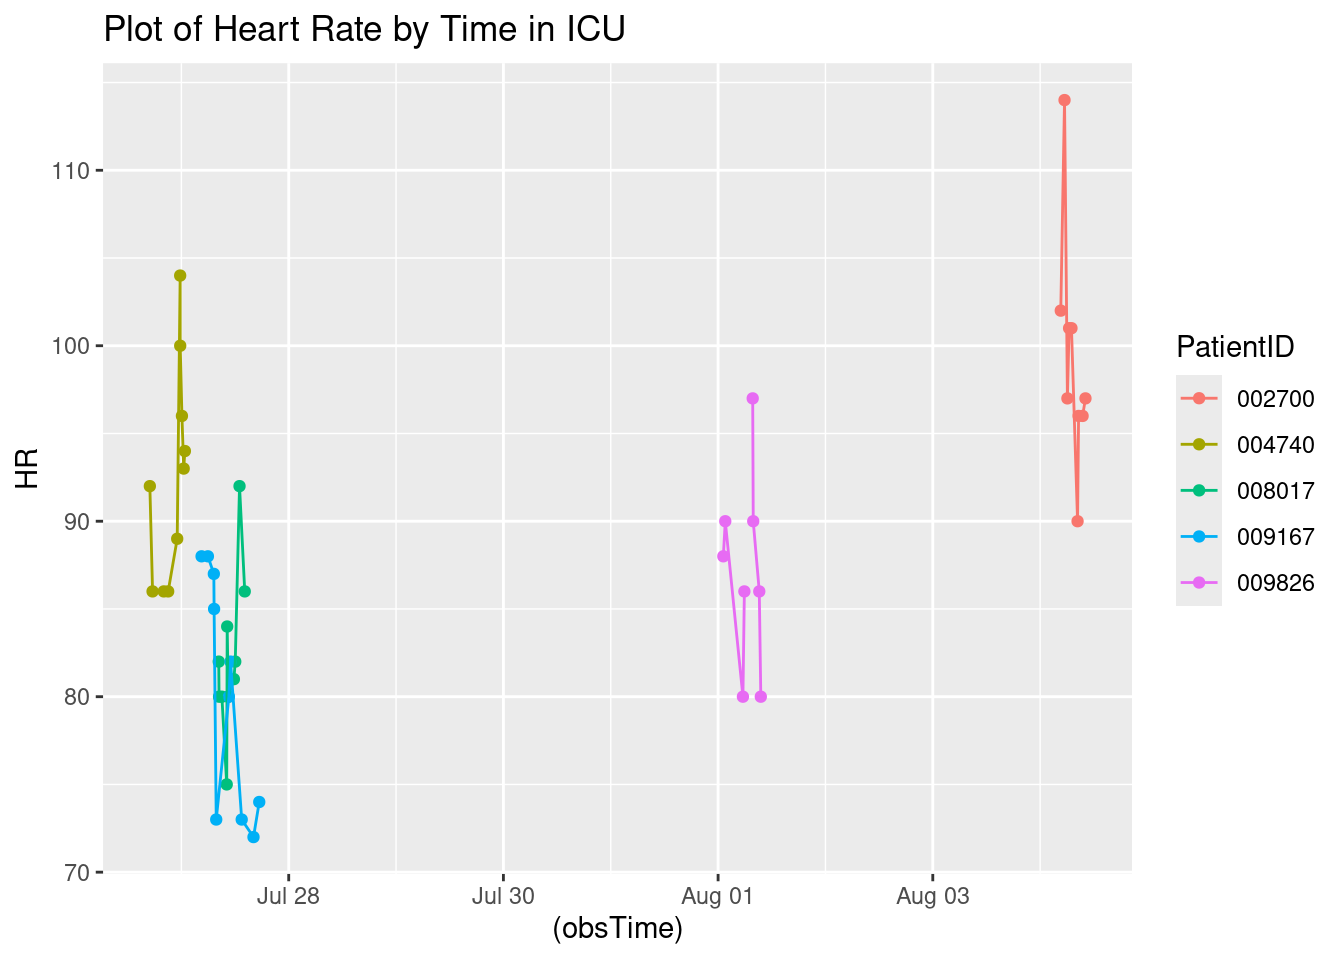 Plot of Heart Rate by Time in ICU
110
100
90
80
70
HR
Jul 28
Jul 30
Aug 01
Aug 03
(obsTime)
PatientID
002700
004740
008017
009167
009826